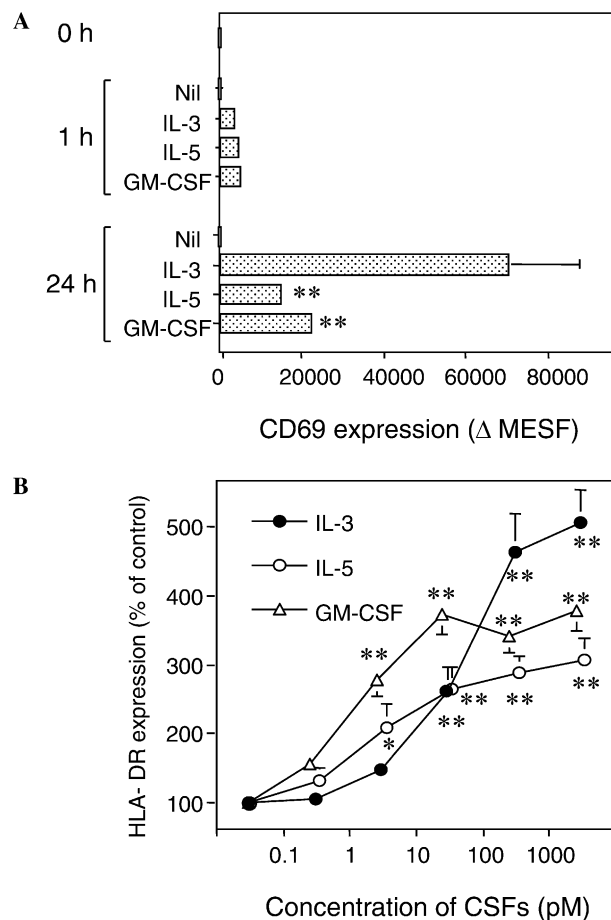 A
0 h
1 h
Nil
IL-3
IL-5
GM-CSF
24 h
Nil
IL-3
IL-5 **
GM-CSF **
0 20000 40000 60000 80000
CD69 expression (Δ MESF)
B
HLA- DR expression (% of control)
500
400
300
200
100
IL-3
IL-5
GM-CSF
**
**
**
**
**
**
**
*
**
**
**
**
0.1 1 10 100 1000
Concentration of CSFs (pM)